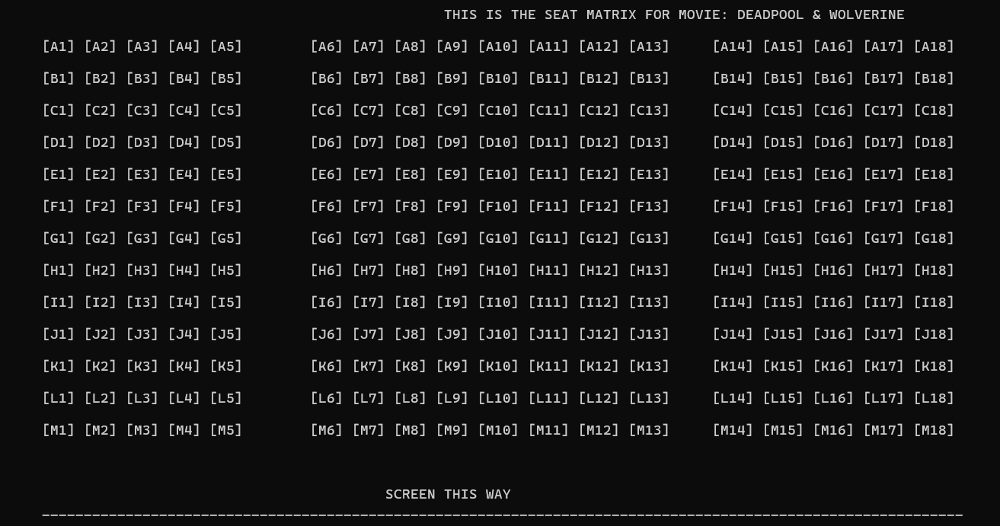 THIS IS THE SEAT MATRIX FOR MOVIE: DEADPOOL & WOLVERINE
[A1] [A2] [A3] [A4] [A5] [A6] [A7] [A8] [A9] [A10] [A11] [A12] [A13] [A14] [A15] [A16] [A17] [A18]
[B1] [B2] [B3] [B4] [B5] [B6] [B7] [B8] [B9] [B10] [B11] [B12] [B13] [B14] [B15] [B16] [B17] [B18]
[C1] [C2] [C3] [C4] [C5] [C6] [C7] [C8] [C9] [C10] [C11] [C12] [C13] [C14] [C15] [C16] [C17] [C18]
[D1] [D2] [D3] [D4] [D5] [D6] [D7] [D8] [D9] [D10] [D11] [D12] [D13] [D14] [D15] [D16] [D17] [D18]
[E1] [E2] [E3] [E4] [E5] [E6] [E7] [E8] [E9] [E10] [E11] [E12] [E13] [E14] [E15] [E16] [E17] [E18]
[F1] [F2] [F3] [F4] [F5] [F6] [F7] [F8] [F9] [F10] [F11] [F12] [F13] [F14] [F15] [F16] [F17] [F18]
[G1] [G2] [G3] [G4] [G5] [G6] [G7] [G8] [G9] [G10] [G11] [G12] [G13] [G14] [G15] [G16] [G17] [G18]
[H1] [H2] [H3] [H4] [H5] [H6] [H7] [H8] [H9] [H10] [H11] [H12] [H13] [H14] [H15] [H16] [H17] [H18]
[I1] [I2] [I3] [I4] [I5] [I6] [I7] [I8] [I9] [I10] [I11] [I12] [I13] [I14] [I15] [I16] [I17] [I18]
[J1] [J2] [J3] [J4] [J5] [J6] [J7] [J8] [J9] [J10] [J11] [J12] [J13] [J14] [J15] [J16] [J17] [J18]
[K1] [K2] [K3] [K4] [K5] [K6] [K7] [K8] [K9] [K10] [K11] [K12] [K13] [K14] [K15] [K16] [K17] [K18]
[L1] [L2] [L3] [L4] [L5] [L6] [L7] [L8] [L9] [L10] [L11] [L12] [L13] [L14] [L15] [L16] [L17] [L18]
[M1] [M2] [M3] [M4] [M5] [M6] [M7] [M8] [M9] [M10] [M11] [M12] [M13] [M14] [M15] [M16] [M17] [M18]
SCREEN THIS WAY